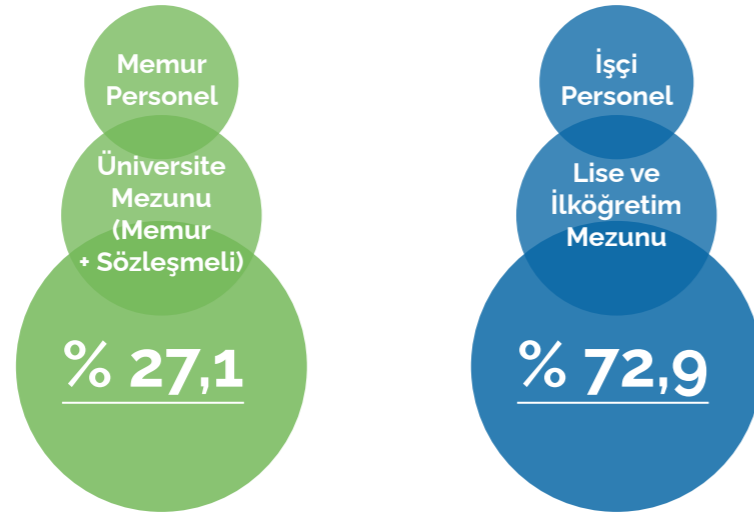 Memur
Personel
Üniversite
Mezunu
(Memur
+ Sözleşmeli)
% 27,1
İşçi
Personel
Lise ve
İlköğretim
Mezunu
% 72,9